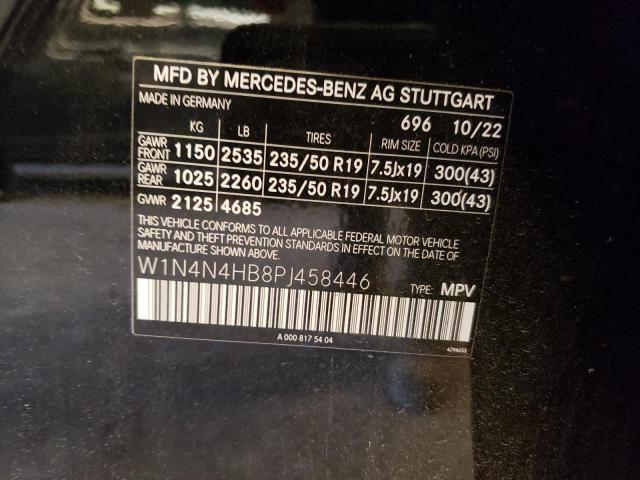 MFD BY MERCEDES-BENZ AG STUTTGART
MADE IN GERMANY 696 10/22
KG LB TIRES RIM SIZE COLD KPA(PSI)
GAWR FRONT 1150 2535 235/50 R19 7.5Jx19 300(43)
GAWR REAR 1025 2260 235/50 R19 7.5Jx19 300(43)
GVWR 2125 4685
THIS VEHICLE CONFORMS TO ALL APPLICABLE FEDERAL MOTOR VEHICLE
SAFETY AND THEFT PREVENTION STANDARDS IN EFFECT ON THE DATE
OF MANUFACTURE SHOWN ABOVE.
W1N4N4HB8PJ458446 TYPE: MPV
A 000 817 54 04